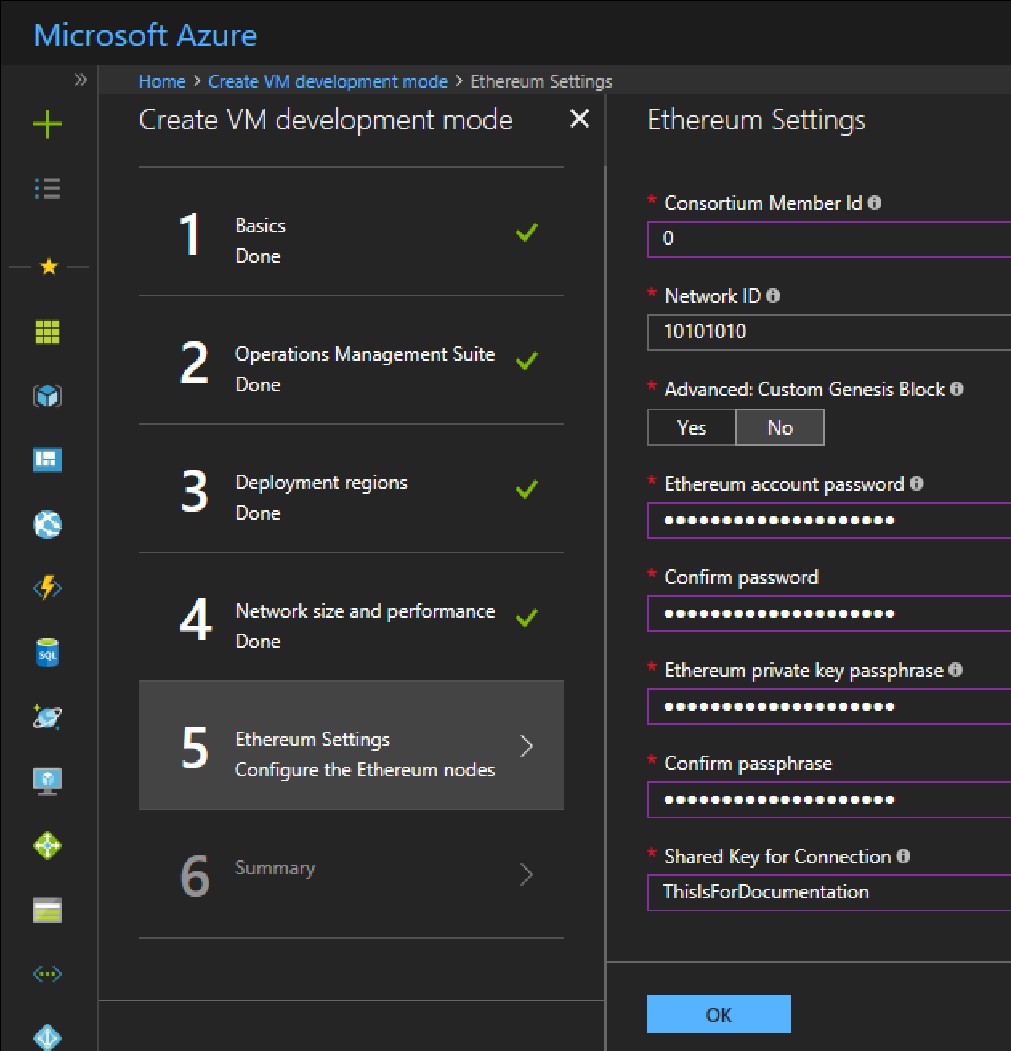 Microsoft Azure
Home > Create VM development mode > Ethereum Settings
Create VM development mode
1
Basics
Done
2
Operations Management Suite
Done
3
Deployment regions
Done
4
Network size and performance
Done
5
Ethereum Settings
Configure the Ethereum nodes
6
Summary
Ethereum Settings
* Consortium Member Id
0
* Network ID
10101010
* Advanced: Custom Genesis Block
Yes No
* Ethereum account password
••••••••••••••••••••
* Confirm password
••••••••••••••••••••
* Ethereum private key passphrase
••••••••••••••••••••
* Confirm passphrase
••••••••••••••••••••
* Shared Key for Connection
ThisIsForDocumentation
OK
SQL